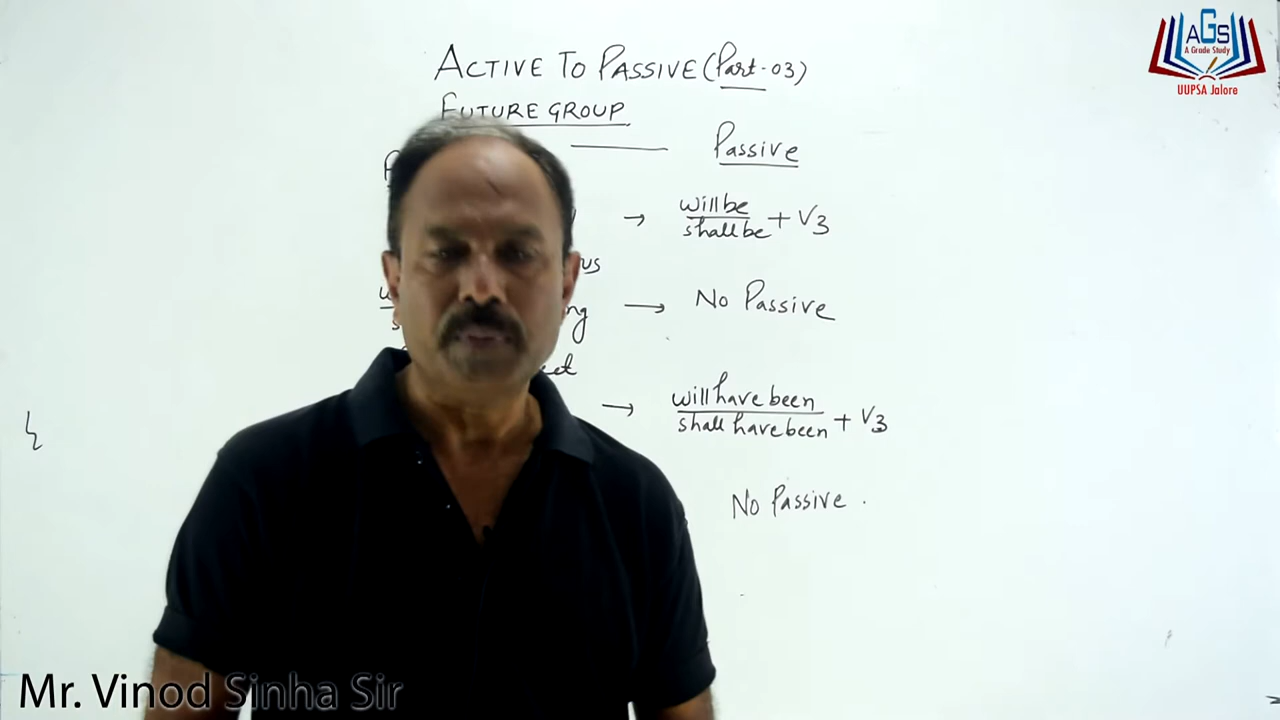 ACTIVE TO PASSIVE (Part-03)
FUTURE GROUP
Passive
→ will be / shall be + V3
→ No Passive
→ will have been / shall have been + V3
No Passive.
AGS
A Grade Study
UUPSA Jalore
Mr. Vinod Sinha Sir